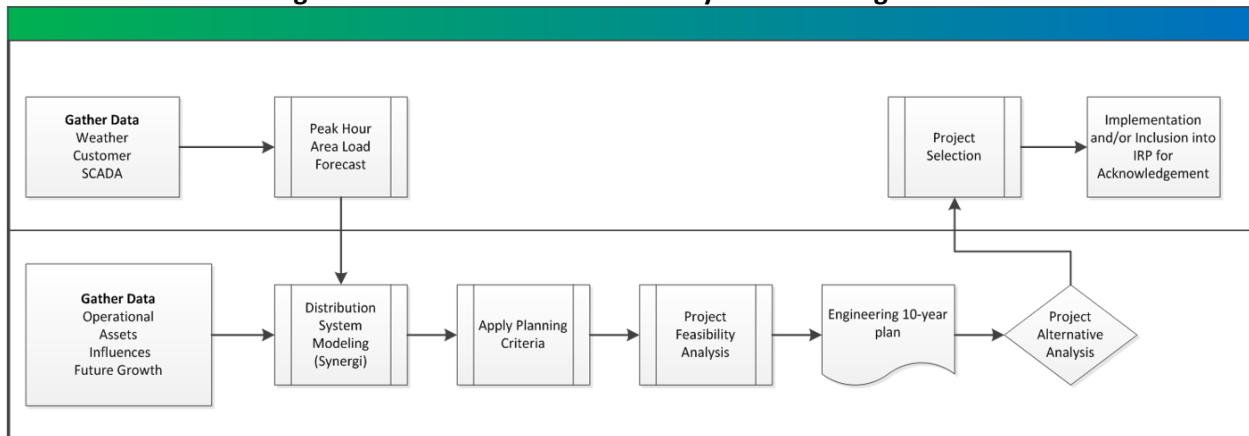 Gather Data
Weather
Customer
SCADA
Peak Hour
Area Load
Forecast
Project
Selection
Implementation
and/or Inclusion into
IRP for
Acknowledgement
Gather Data
Operational
Assets
Influences
Future Growth
Distribution
System
Modeling
(Synergi)
Apply Planning
Criteria
Project
Feasibility
Analysis
Engineering 10-year
plan
Project
Alternative
Analysis